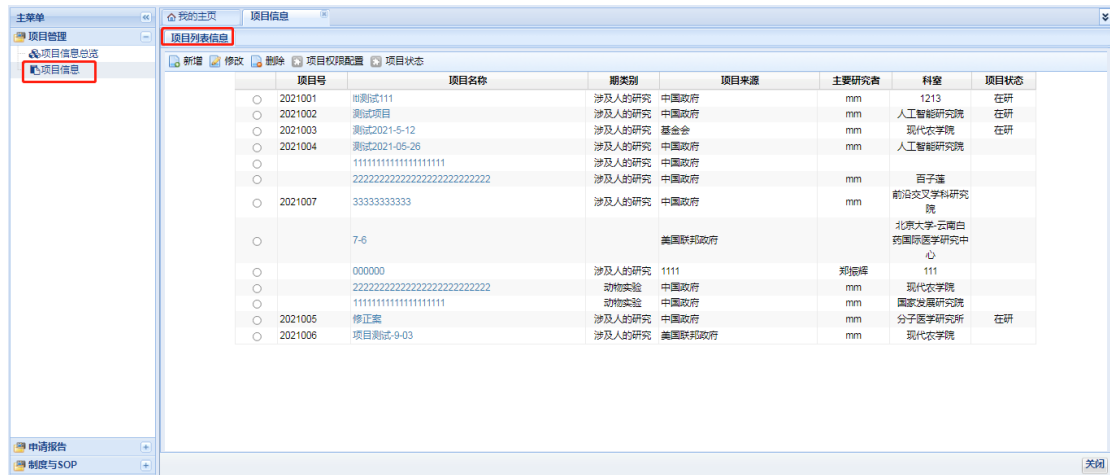 主菜单
我的主页 项目信息
项目管理
项目信息总览
项目信息
项目列表信息
新增 修改 删除 项目权限配置 项目状态
项目号 项目名称 期类别 项目来源 主要研究者 科室 项目状态
2021001 ltl测试111 涉及人的研究 中国政府 mm 1213 在研
2021002 测试项目 涉及人的研究 中国政府 mm 人工智能研究院 在研
2021003 测试2021-5-12 涉及人的研究 基金会 mm 现代农学院 在研
2021004 测试2021-05-26 涉及人的研究 中国政府 mm 人工智能研究院
11111111111111111111 涉及人的研究 中国政府
2222222222222222222222222222 涉及人的研究 中国政府 mm 百子莲
2021007 33333333333 涉及人的研究 中国政府 mm 前沿交叉学科研究
院
7-6 美国联邦政府 北京大学-云南白
药国际医学研究中
心
000000 涉及人的研究 1111 郑振辉 111
2222222222222222222222222222 动物实验 中国政府 mm 现代农学院
11111111111111111111 动物实验 中国政府 mm 国家发展研究院
2021005 修正案 涉及人的研究 中国政府 mm 分子医学研究所 在研
2021006 项目测试-9-03 涉及人的研究 美国联邦政府 mm 现代农学院
申请报告
制度与SOP
关闭